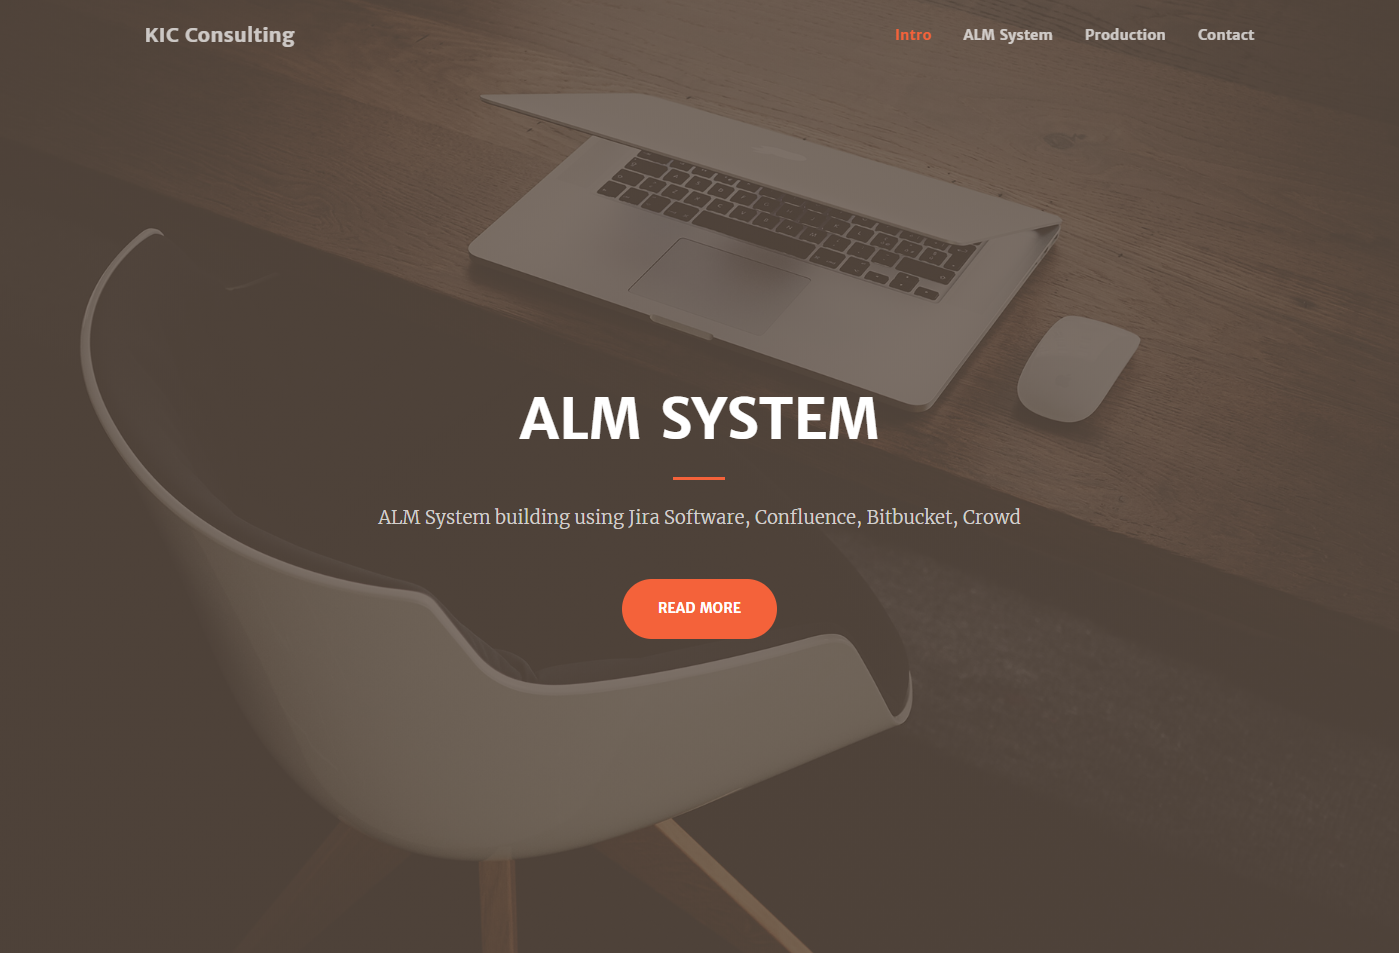 KIC Consulting
Intro
ALM System
Production
Contact
ALM SYSTEM
ALM System building using Jira Software, Confluence, Bitbucket, Crowd
READ MORE